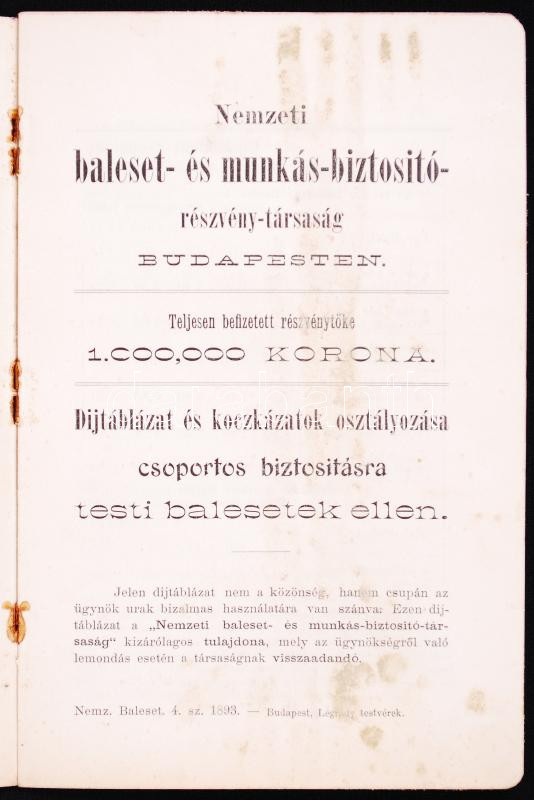 Nemzeti
baleset- és munkás-biztositó-
részvény-társaság
BUDAPESTEN.
Teljesen befizetett részvénytőke
1.000,000 KORONA.
Dijtáblázat és koczkázatok osztályozása
csoportos biztositásra
testi balesetek ellen.
Jelen dijtáblázat nem a közönség, hanem csupán az
ügynök urak bizalmas használatára van szánva: Ezen dij-
táblázat a „Nemzeti baleset- és munkás-biztositó-tár-
saság“ kizárólagos tulajdona, mely az ügynökségről való
lemondás esetén a társaságnak visszaadandó.
Nemz. Baleset. 4. sz. 1893. — Budapest, Légrády testvérek.